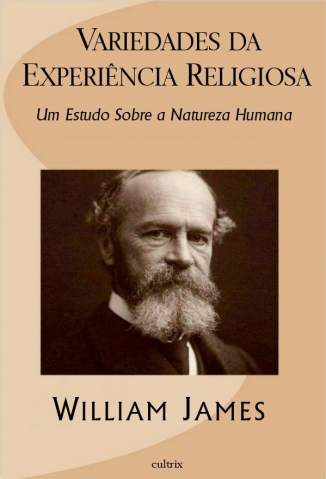 VARIEDADES DA
EXPERIÊNCIA RELIGIOSA
Um Estudo Sobre a Natureza Humana
WILLIAM JAMES
cultrix